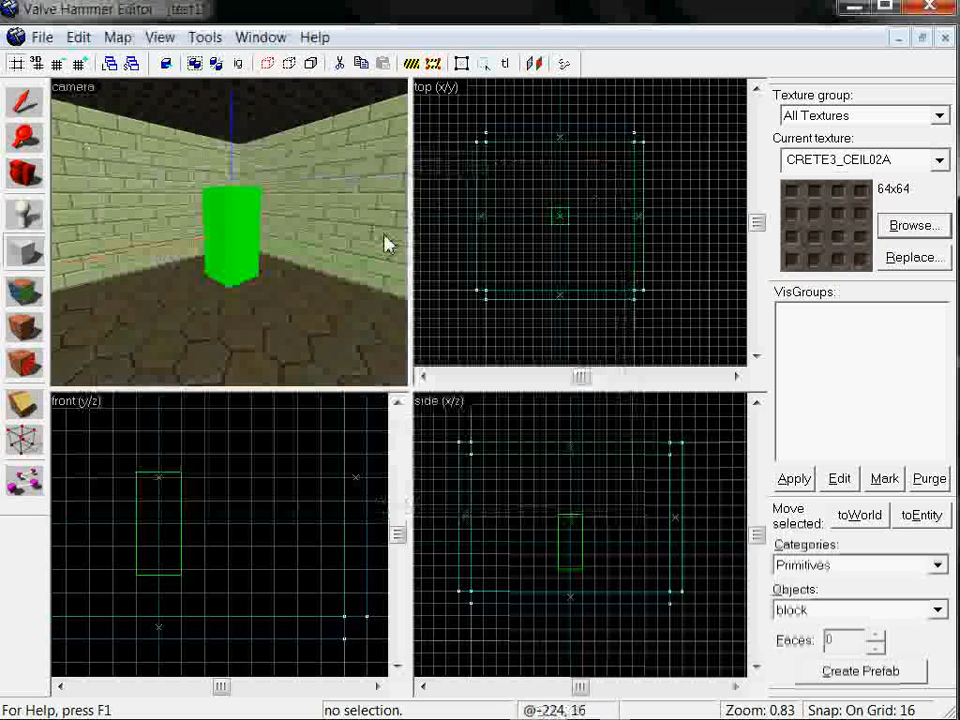 Valve Hammer Editor - [test1]
File Edit Map View Tools Window Help
camera
top (x/y)
front (y/z)
side (x/z)
Texture group:
All Textures
Current texture:
CRETE3_CEIL02A
64x64
Browse...
Replace...
VisGroups:
Apply Edit Mark Purge
Move selected: toWorld toEntity
Categories:
Primitives
Objects:
block
Faces: 0
Create Prefab
For Help, press F1
no selection.
@-224, 16
Zoom: 0.83
Snap: On Grid: 16